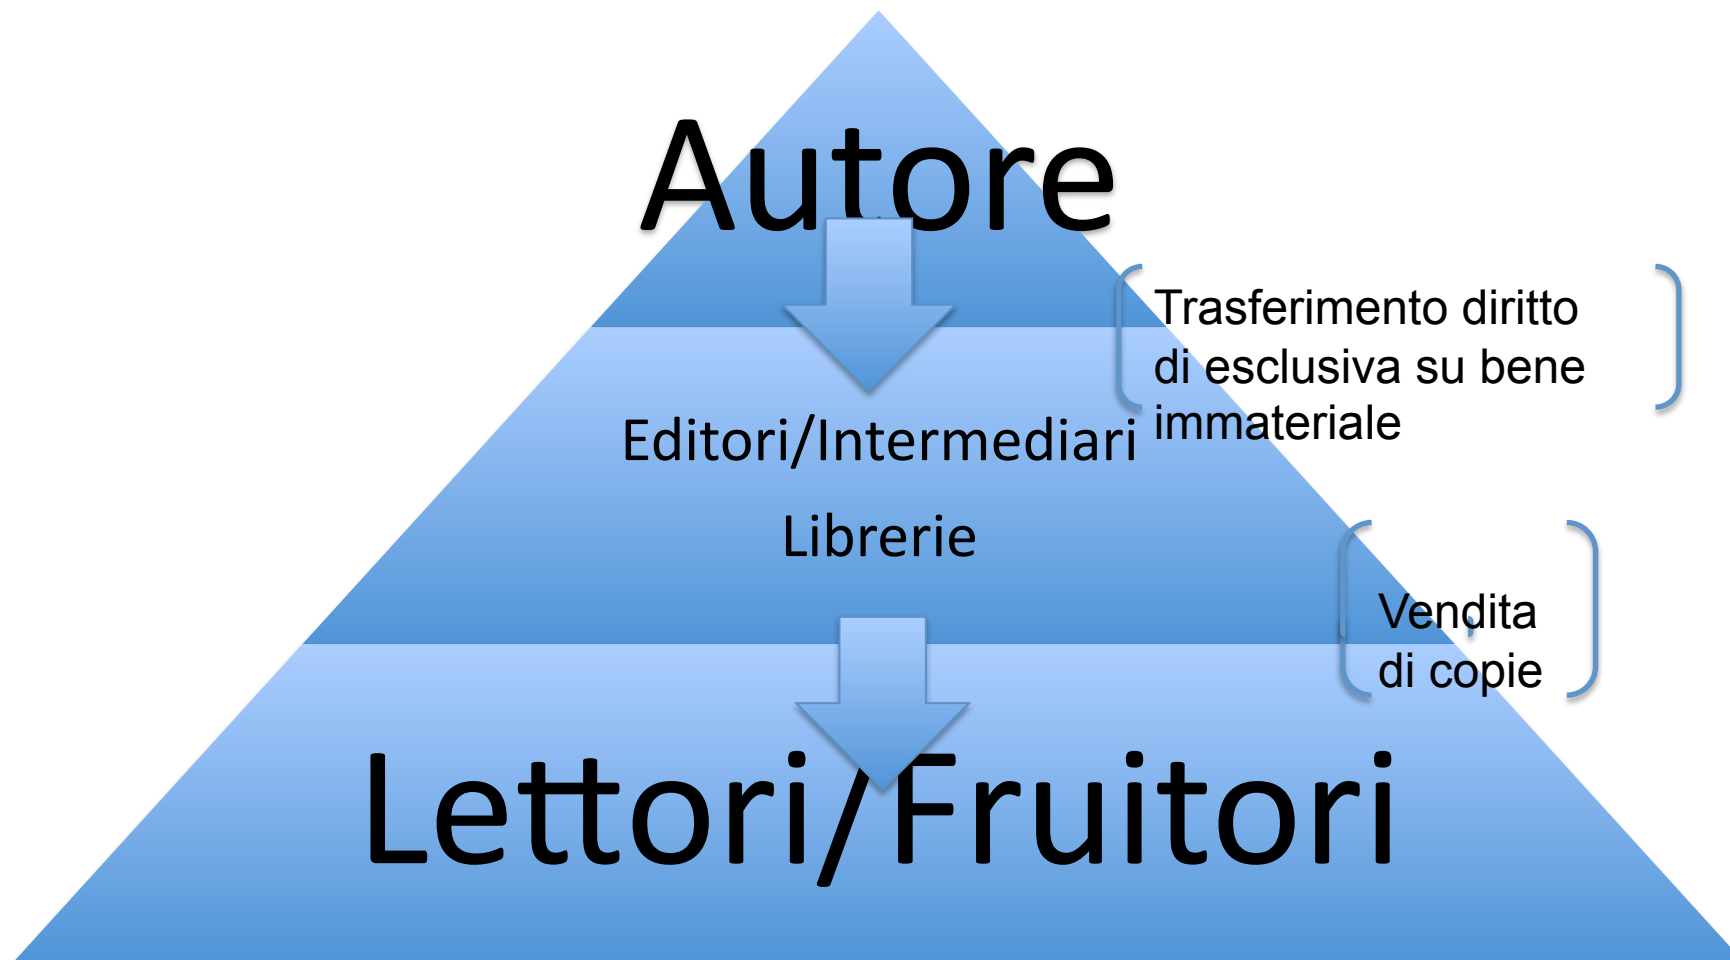 Autore
Trasferimento diritto
di esclusiva su bene
immateriale
Editori/Intermediari
Librerie
Vendita
di copie
Lettori/Fruitori